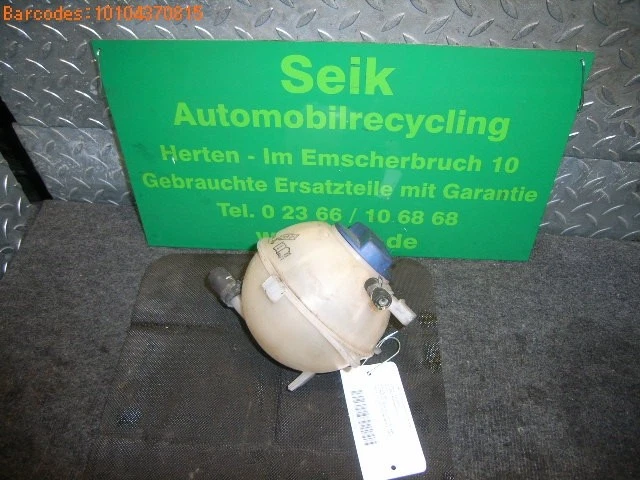 Barcodes: 10104370819
Seik
Automobilrecycling
Herten - Im Emscherbruch 10
Gebrauchte Ersatzteile mit Garantie
Tel. 0 23 66 / 10 68 68